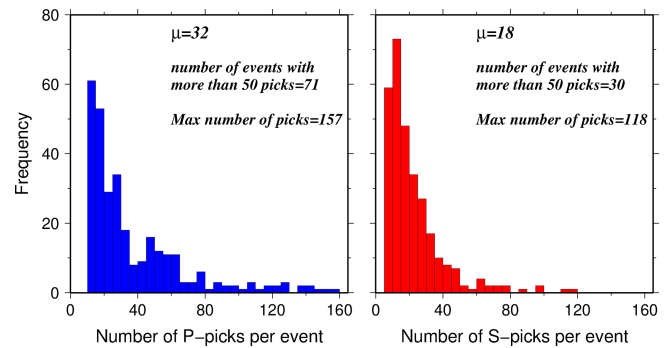 80
60
40
20
0
Frequency
μ=32
number of events with
more than 50 picks=71
Max number of picks=157
0 40 80 120 160
Number of P−picks per event
μ=18
number of events with
more than 50 picks=30
Max number of picks=118
0 40 80 120 160
Number of S−picks per event